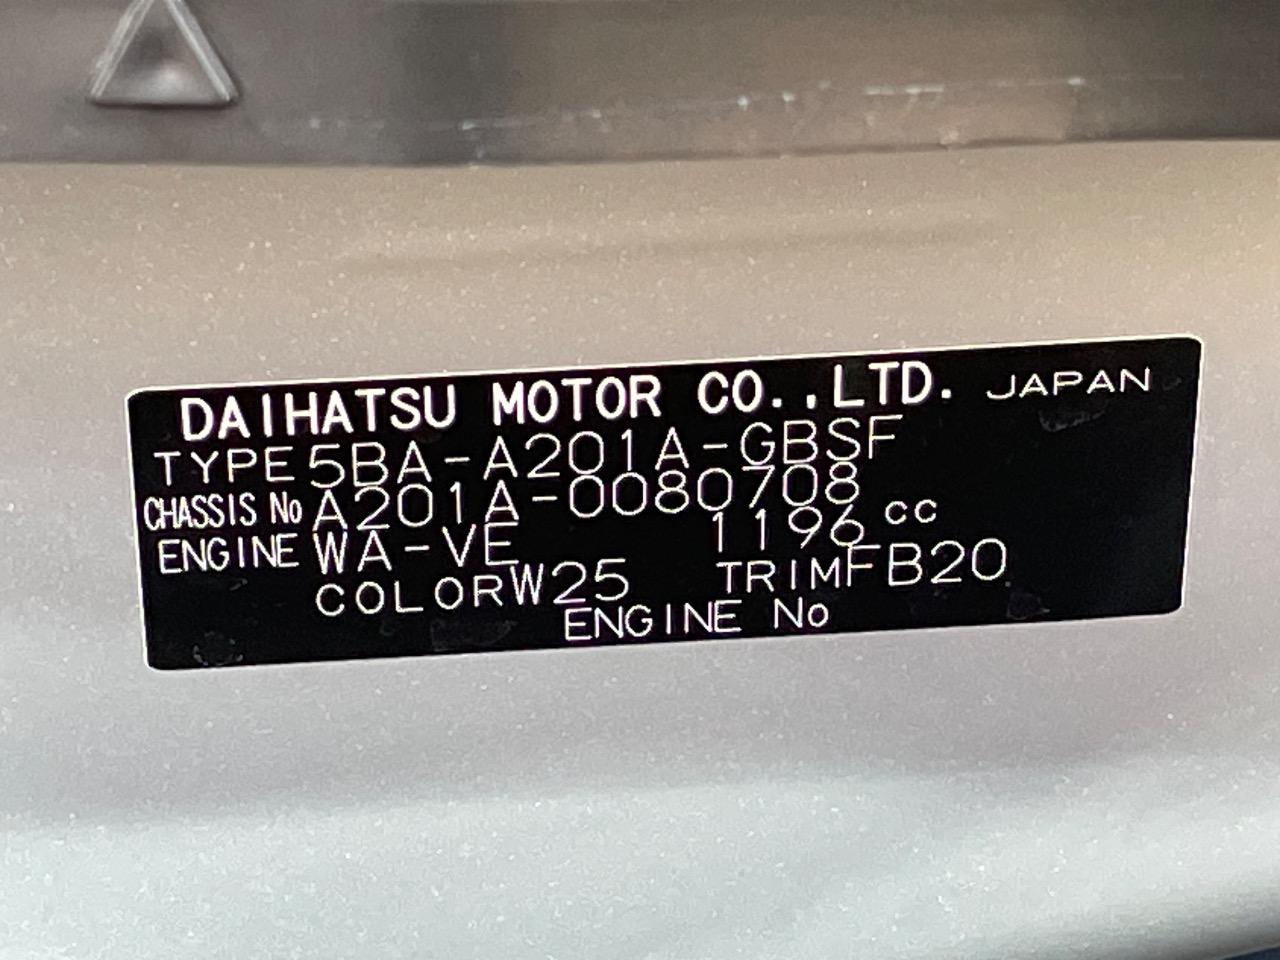 DAIHATSU MOTOR CO.,LTD. JAPAN
TYPE 5BA-A201A-GBSF
CHASSIS No A201A-0080708
ENGINE WA-VE 1196 cc
COLOR W25 TRIM FB20
ENGINE No